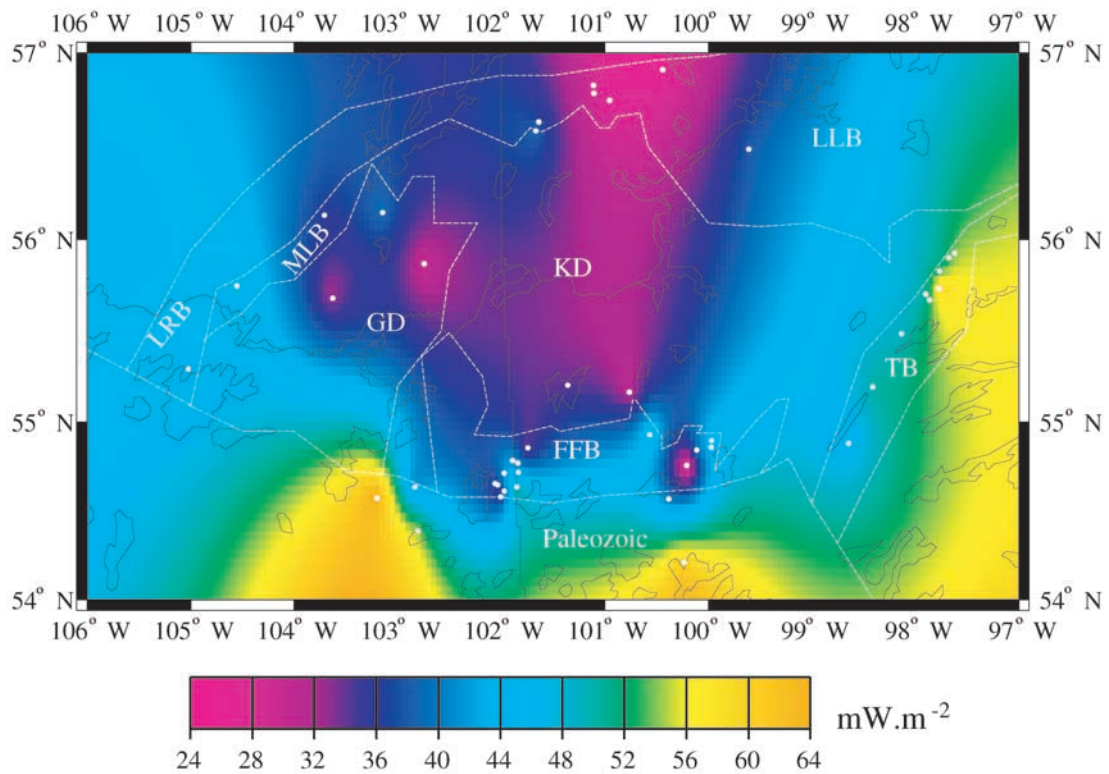 106° W 105° W 104° W 103° W 102° W 101° W 100° W 99° W 98° W 97° W
57° N 57° N
LLB
56° N 56° N
MLB
KD
LRB
GD
TB
55° N 55° N
FFB
Paleozoic
54° N 54° N
106° W 105° W 104° W 103° W 102° W 101° W 100° W 99° W 98° W 97° W
mW.m⁻²
24 28 32 36 40 44 48 52 56 60 64